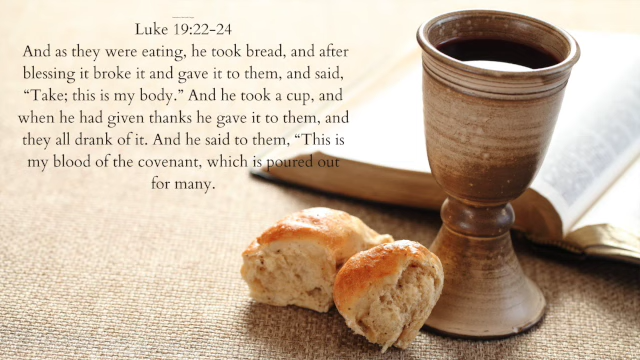 Luke 19:22-24
And as they were eating, he took bread, and after
blessing it broke it and gave it to them, and said,
“Take; this is my body.” And he took a cup, and
when he had given thanks he gave it to them, and
they all drank of it. And he said to them, “This is
my blood of the covenant, which is poured out
for many.